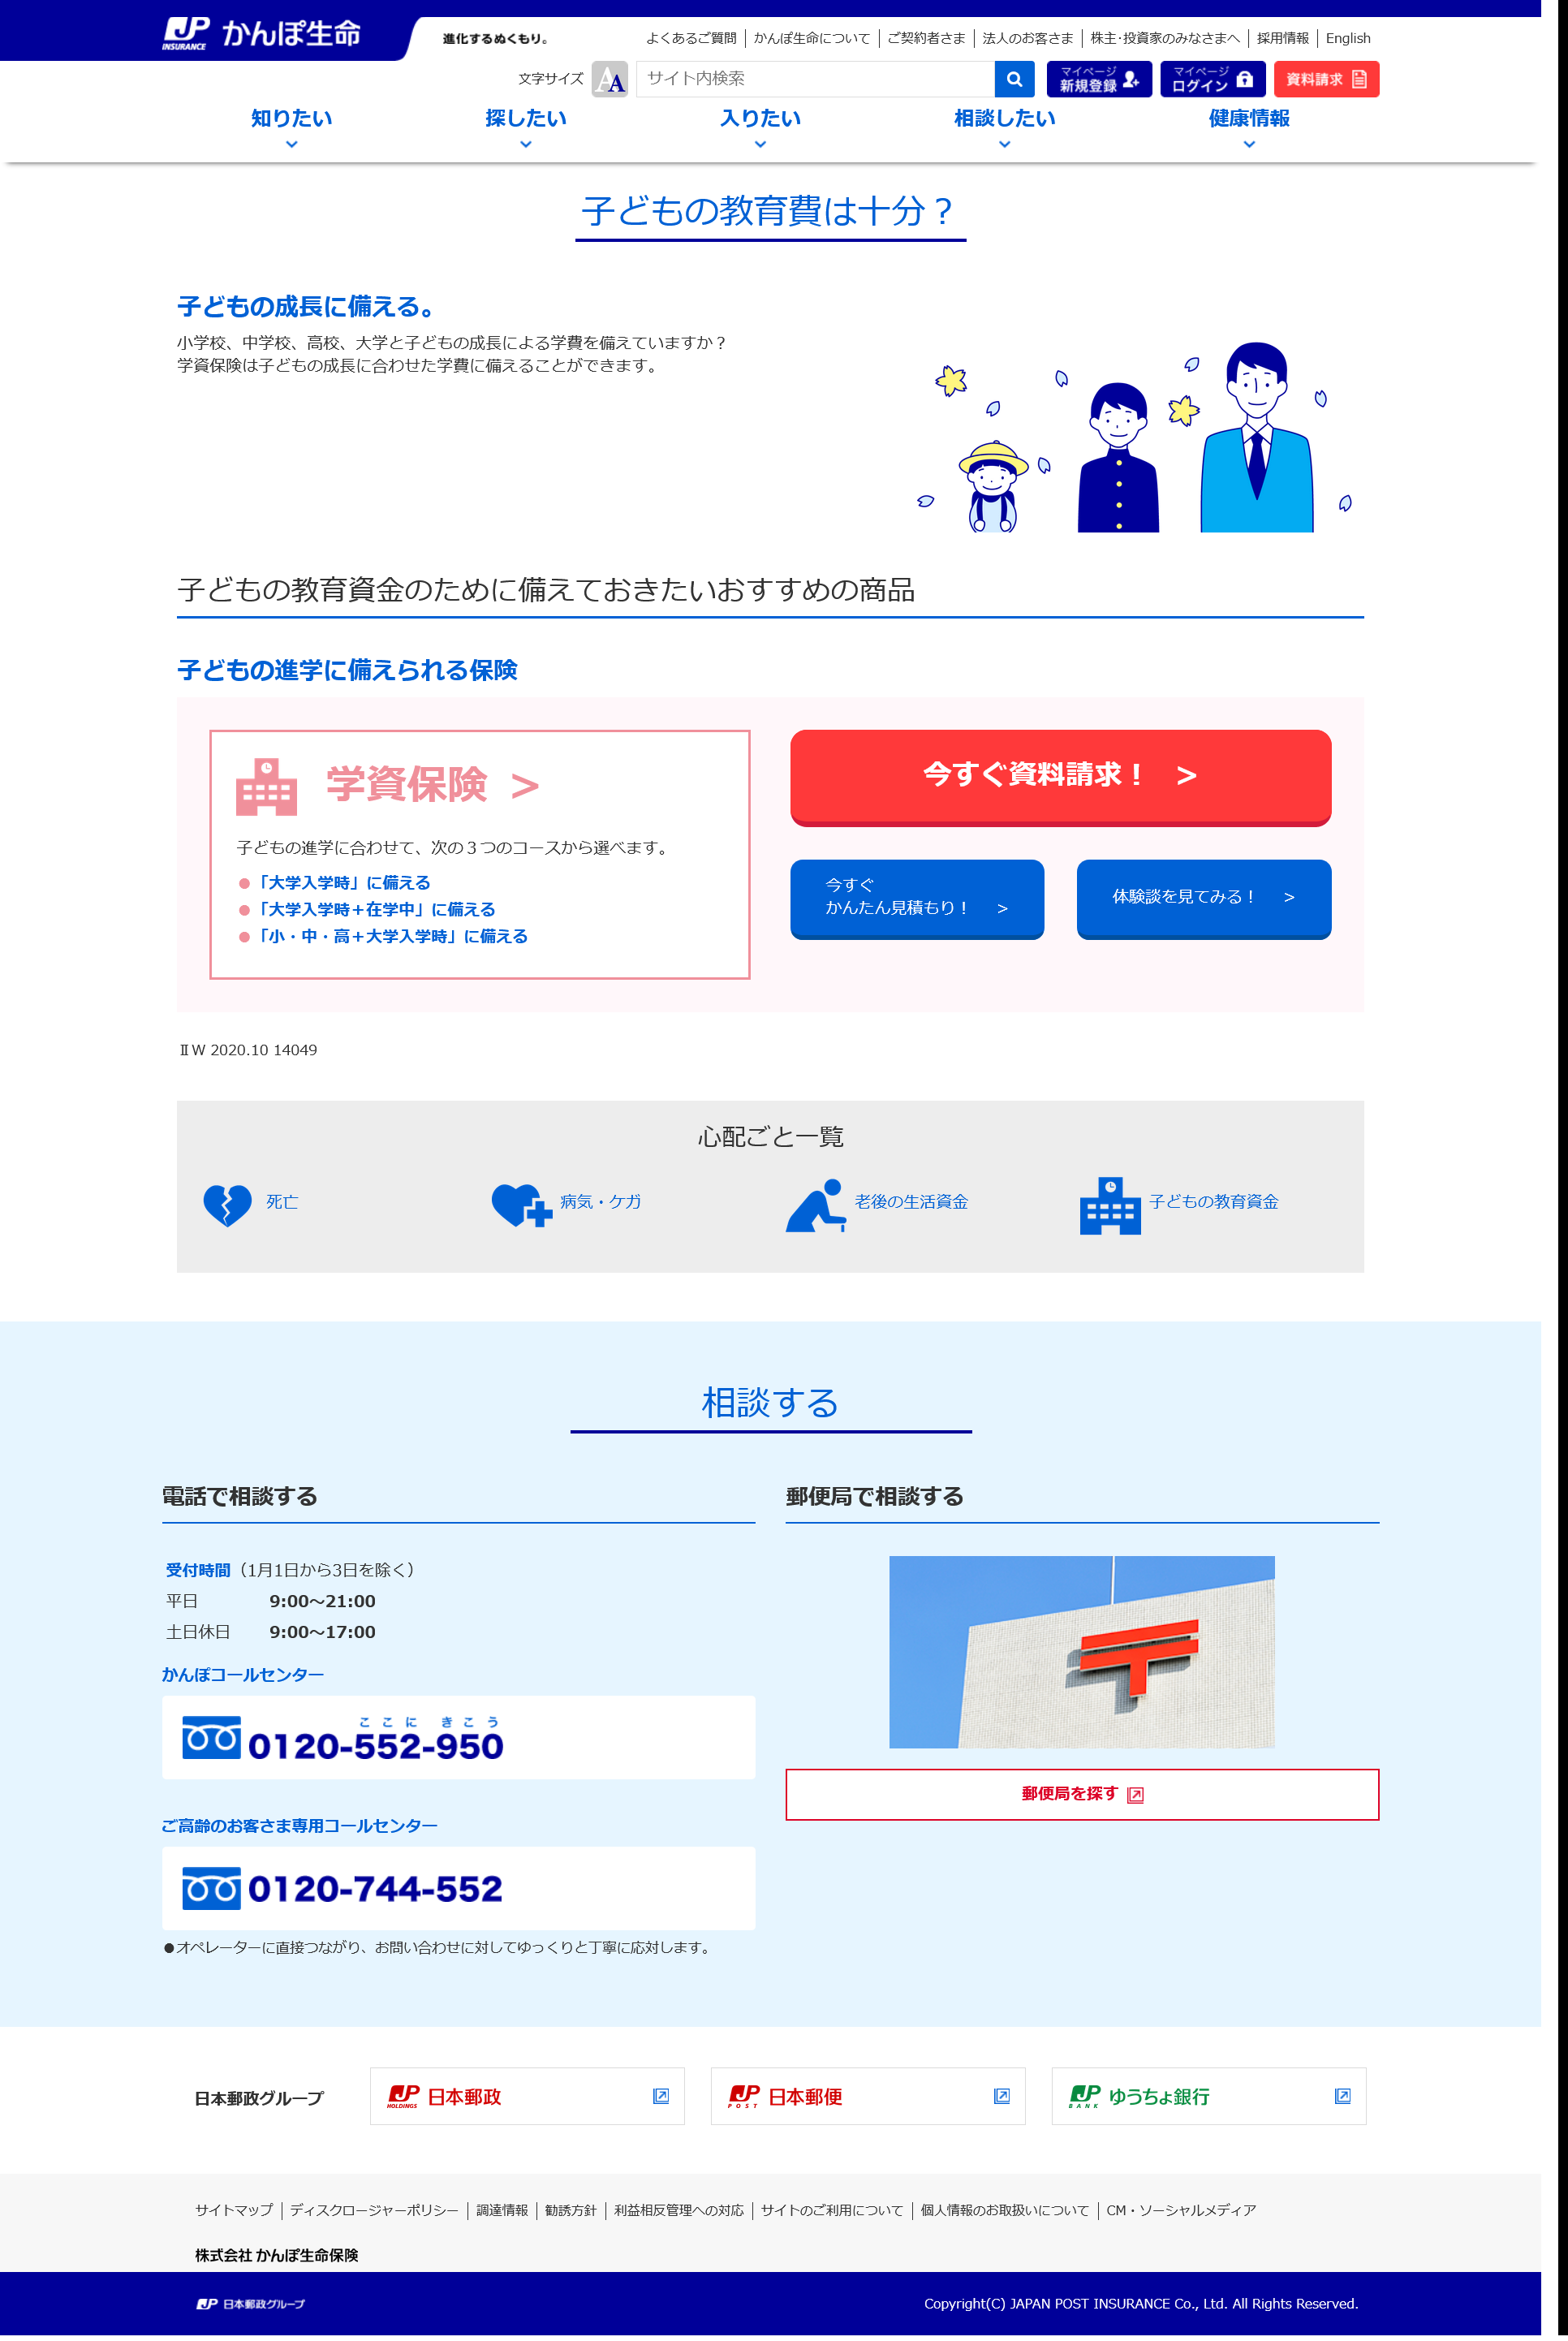 JP INSURANCE かんぽ生命
進化するぬくもり。
よくあるご質問 かんぽ生命について ご契約者さま 法人のお客さま 株主・投資家のみなさまへ 採用情報 English
文字サイズ AA サイト内検索 マイページ 新規登録 マイページ ログイン 資料請求
知りたい 探したい 入りたい 相談したい 健康情報
子どもの教育費は十分？
子どもの成長に備える。
小学校、中学校、高校、大学と子どもの成長による学費を備えていますか？
学資保険は子どもの成長に合わせた学費に備えることができます。
子どもの教育資金のために備えておきたいおすすめの商品
子どもの進学に備えられる保険
学資保険 ＞
子どもの進学に合わせて、次の３つのコースから選べます。
●「大学入学時」に備える
●「大学入学時＋在学中」に備える
●「小・中・高＋大学入学時」に備える
今すぐ資料請求！ ＞
今すぐ
かんたん見積もり！ ＞
体験談を見てみる！ ＞
ⅡW 2020.10 14049
心配ごと一覧
死亡 病気・ケガ 老後の生活資金 子どもの教育資金
相談する
電話で相談する
受付時間（1月1日から3日を除く）
平日 9:00～21:00
土日休日 9:00～17:00
かんぽコールセンター
ここに きこう
0120-552-950
ご高齢のお客さま専用コールセンター
0120-744-552
●オペレーターに直接つながり、お問い合わせに対してゆっくりと丁寧に応対します。
郵便局で相談する
郵便局を探す
日本郵政グループ
JP HOLDINGS 日本郵政
JP POST 日本郵便
JP BANK ゆうちょ銀行
サイトマップ ディスクロージャーポリシー 調達情報 勧誘方針 利益相反管理への対応 サイトのご利用について 個人情報のお取扱いについて CM・ソーシャルメディア
株式会社 かんぽ生命保険
JP 日本郵政グループ
Copyright(C) JAPAN POST INSURANCE Co., Ltd. All Rights Reserved.